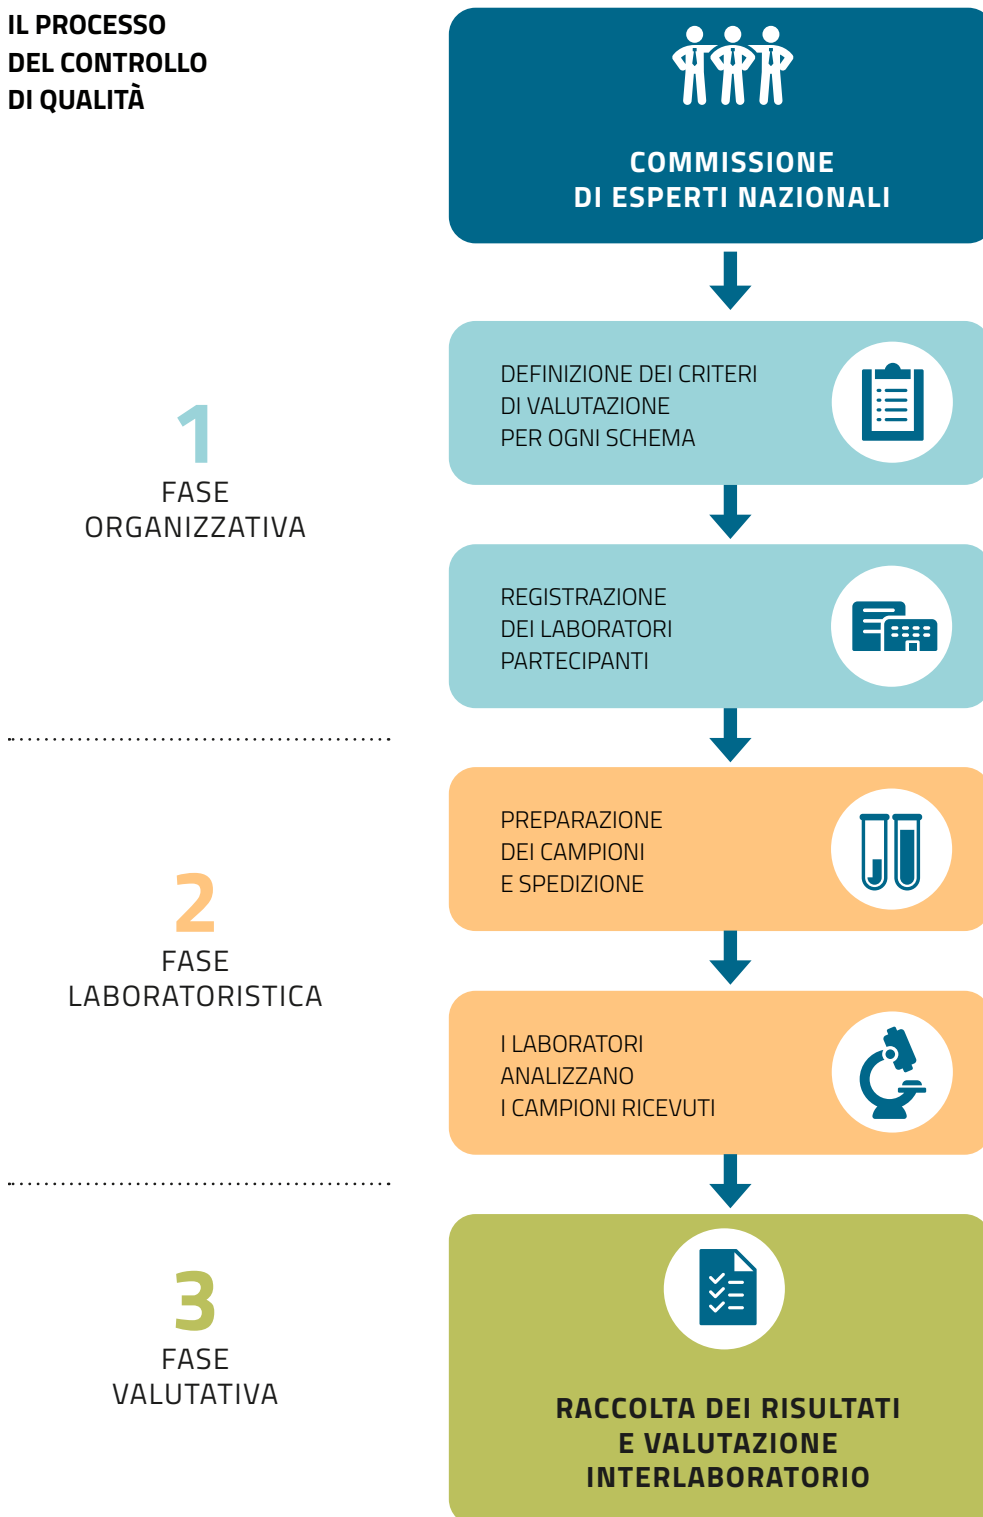 IL PROCESSO
DEL CONTROLLO
DI QUALITÀ
COMMISSIONE
DI ESPERTI NAZIONALI
1
FASE
ORGANIZZATIVA
DEFINIZIONE DEI CRITERI
DI VALUTAZIONE
PER OGNI SCHEMA
REGISTRAZIONE
DEI LABORATORI
PARTECIPANTI
2
FASE
LABORATORISTICA
PREPARAZIONE
DEI CAMPIONI
E SPEDIZIONE
I LABORATORI
ANALIZZANO
I CAMPIONI RICEVUTI
3
FASE
VALUTATIVA
RACCOLTA DEI RISULTATI
E VALUTAZIONE
INTERLABORATORIO